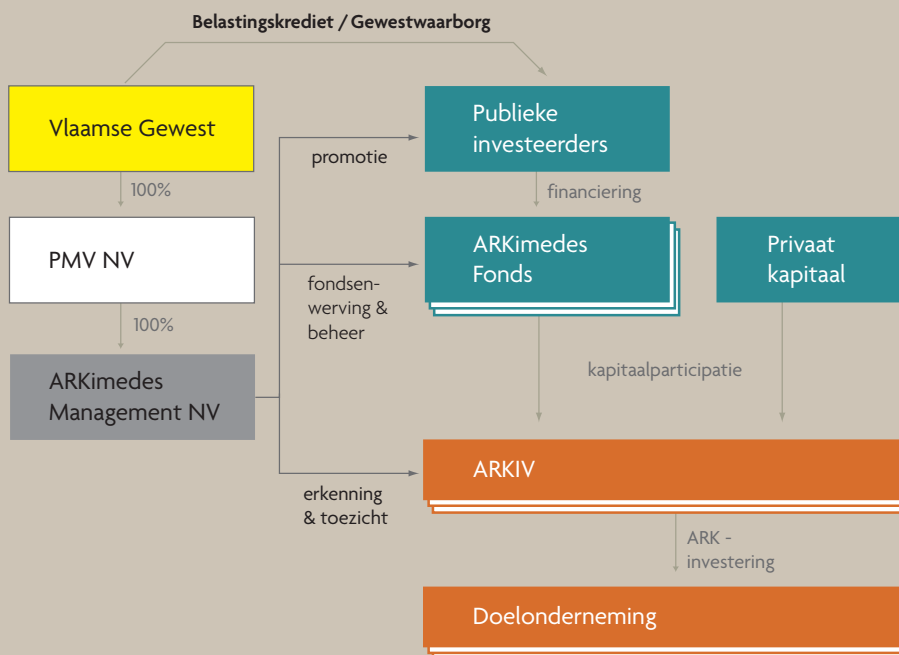 Belastingskrediet / Gewestwaarborg
Vlaamse Gewest
Publieke
investeerders
promotie
100%
financiering
PMV NV
ARKimedes
Fonds
Privaat
kapitaal
fondsen-
werving &
beheer
100%
ARKimedes
Management NV
kapitaalparticipatie
ARKIV
erkenning
& toezicht
ARK -
investering
Doelonderneming